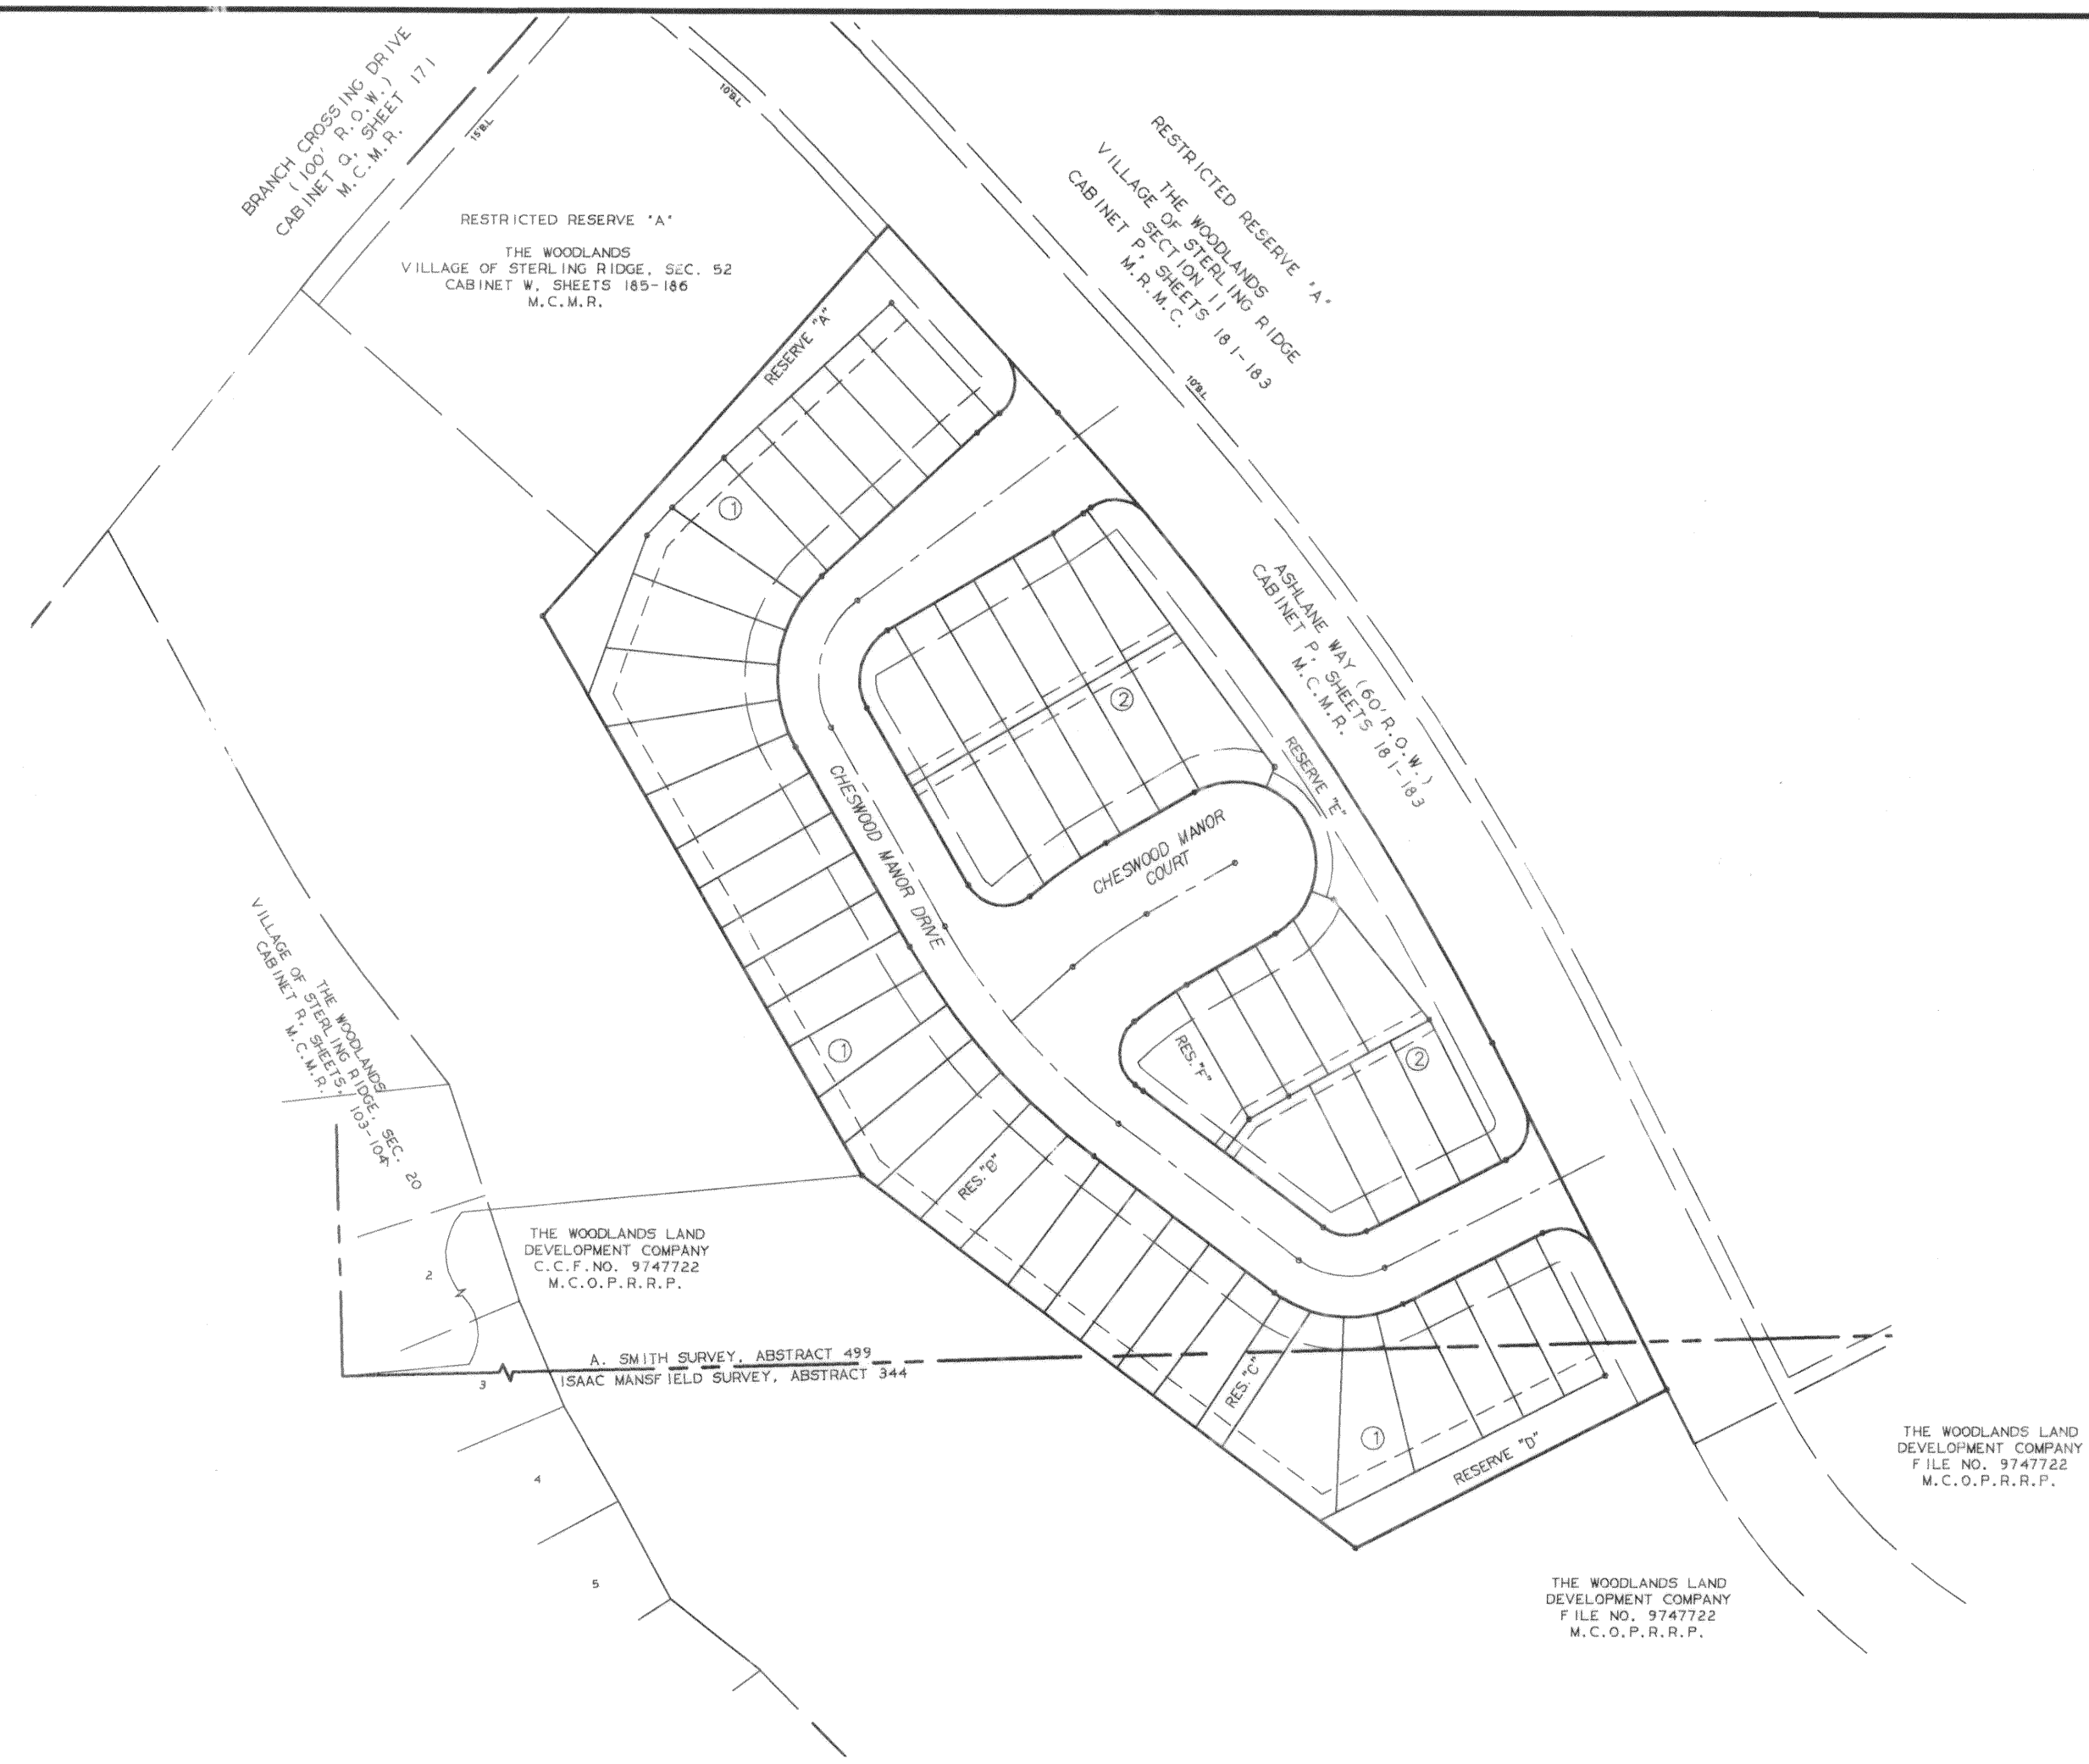 BRANCH CROSSING DRIVE
(100' R.O.W.)
CABINET Q, SHEET 171
M.C.M.R.
15'B.L.
10'B.L.
RESTRICTED RESERVE "A"
THE WOODLANDS
VILLAGE OF STERLING RIDGE, SEC. 52
CABINET W, SHEETS 185-186
M.C.M.R.
RESTRICTED RESERVE "A"
THE WOODLANDS
VILLAGE OF STERLING RIDGE
SECTION 11
CABINET P, SHEETS 181-183
M.R.M.C.
10'B.L.
RESERVE "A"
1
ASHLANE WAY (60' R.O.W.)
CABINET P, SHEETS 181-183
M.C.M.R.
2
RESERVE "E"
CHESWOOD MANOR DRIVE
CHESWOOD MANOR
COURT
THE WOODLANDS
VILLAGE OF STERLING RIDGE, SEC. 20
CABINET R, SHEETS, 103-104
M.C.M.R.
1
RES. "F"
2
RES. "B"
THE WOODLANDS LAND
DEVELOPMENT COMPANY
C.C.F.NO. 9747722
M.C.O.P.R.R.P.
2
A. SMITH SURVEY, ABSTRACT 499
ISAAC MANSFIELD SURVEY, ABSTRACT 344
3
RES. "C"
1
RESERVE "D"
4
5
THE WOODLANDS LAND
DEVELOPMENT COMPANY
FILE NO. 9747722
M.C.O.P.R.R.P.
THE WOODLANDS LAND
DEVELOPMENT COMPANY
FILE NO. 9747722
M.C.O.P.R.R.P.